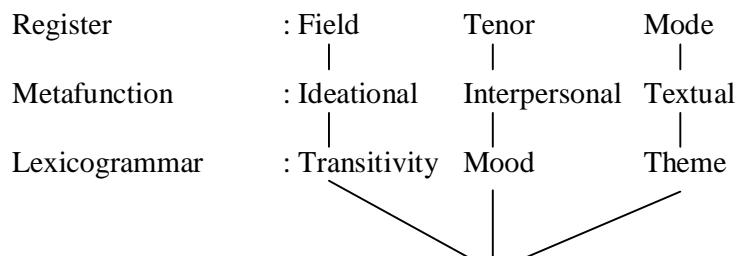 Register : Field Tenor Mode
Metafunction : Ideational Interpersonal Textual
Lexicogrammar : Transitivity Mood Theme